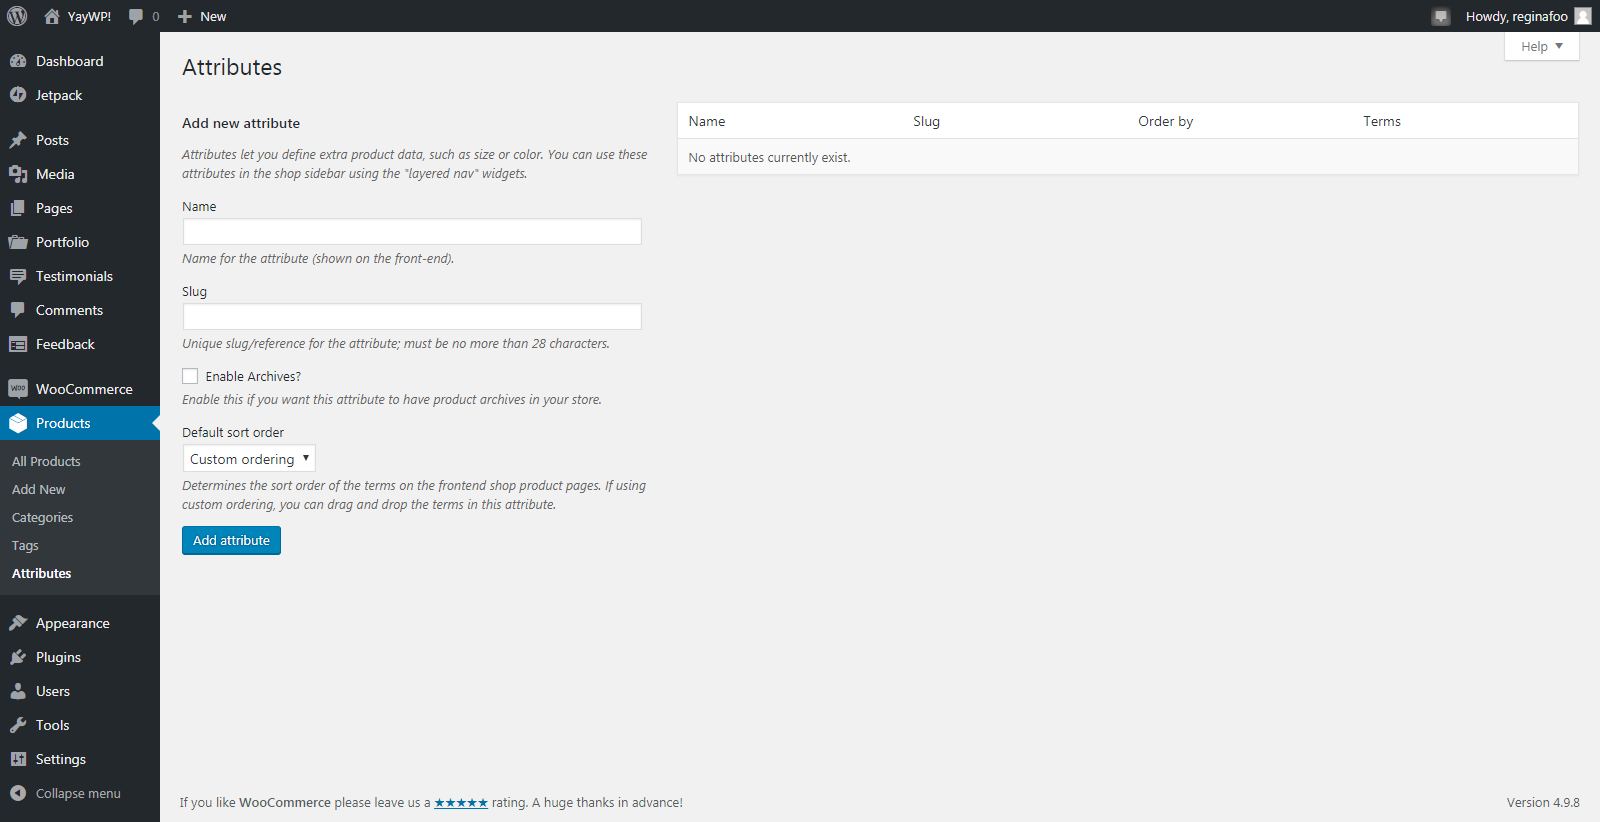 YayWP!
0
New
Howdy, reginafoo
Help
Dashboard
Jetpack
Posts
Media
Pages
Portfolio
Testimonials
Comments
Feedback
WOO
WooCommerce
Products
All Products
Add New
Categories
Tags
Attributes
Appearance
Plugins
Users
Tools
Settings
Collapse menu
Attributes
Add new attribute
Attributes let you define extra product data, such as size or color. You can use these
attributes in the shop sidebar using the "layered nav" widgets.
Name
Name for the attribute (shown on the front-end).
Slug
Unique slug/reference for the attribute; must be no more than 28 characters.
Enable Archives?
Enable this if you want this attribute to have product archives in your store.
Default sort order
Custom ordering
Determines the sort order of the terms on the frontend shop product pages. If using
custom ordering, you can drag and drop the terms in this attribute.
Add attribute
Name Slug Order by Terms
No attributes currently exist.
If you like WooCommerce please leave us a ★★★★★ rating. A huge thanks in advance!
Version 4.9.8